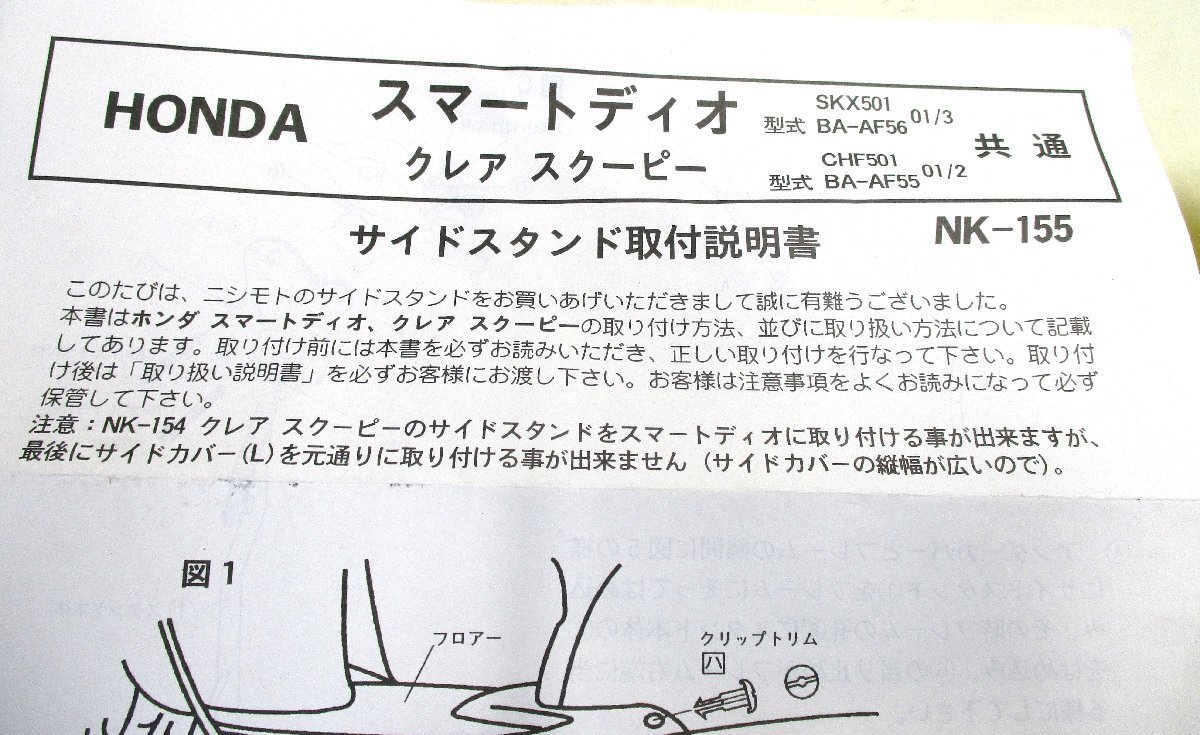 HONDA スマートディオ SKX501 型式 BA-AF56 01/3 共通
クレア スクーピー CHF501 型式 BA-AF55 01/2
サイドスタンド取付説明書 NK-155
このたびは、ニシモトのサイドスタンドをお買いあげいただきまして誠に有難うございました。
本書はホンダ スマートディオ、クレア スクーピーの取り付け方法、並びに取り扱い方法について記載
してあります。取り付け前には本書を必ずお読みいただき、正しい取り付けを行なって下さい。取り付
け後は「取り扱い説明書」を必ずお客様にお渡し下さい。お客様は注意事項をよくお読みになって必ず
保管して下さい。
注意：NK-154 クレア スクーピーのサイドスタンドをスマートディオに取り付ける事が出来ますが、
最後にサイドカバー(L)を元通りに取り付ける事が出来ません（サイドカバーの縦幅が広いので）。
図1
フロアー
クリップトリム
ハ